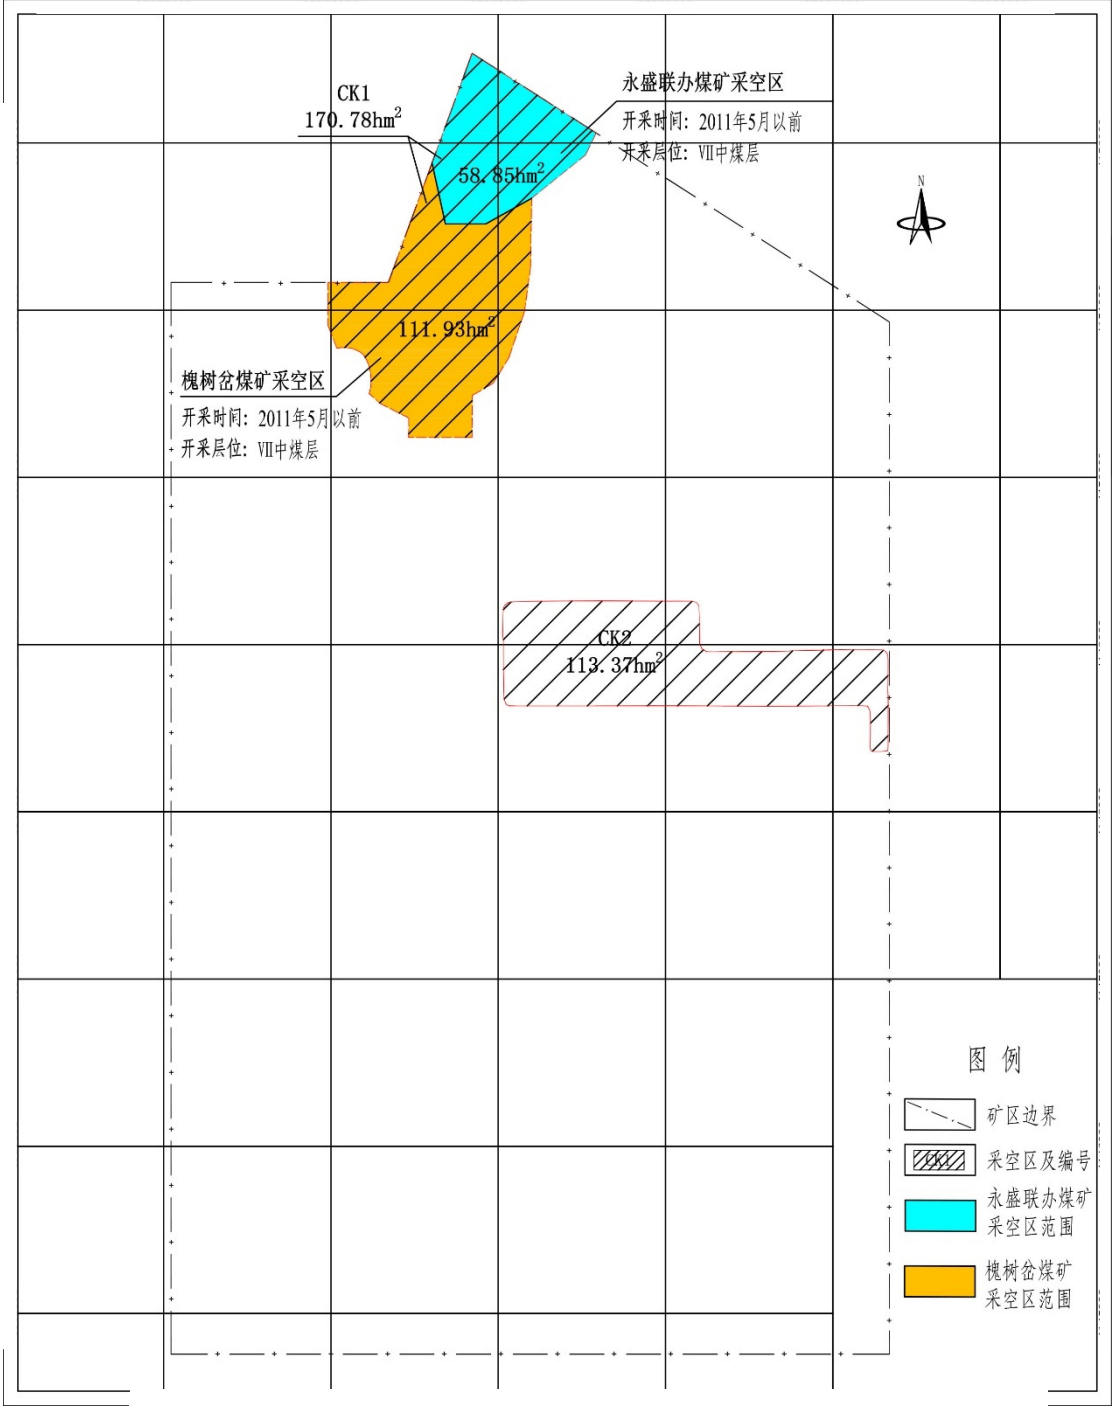 CK1
170.78hm²
永盛联办煤矿采空区
开采时间：2011年5月以前
开采层位：Ⅶ中煤层
58.85hm²
N
111.93hm²
槐树岔煤矿采空区
开采时间：2011年5月以前
开采层位：Ⅶ中煤层
CK2
113.37hm²
图 例
矿区边界
CK1
采空区及编号
永盛联办煤矿
采空区范围
槐树岔煤矿
采空区范围